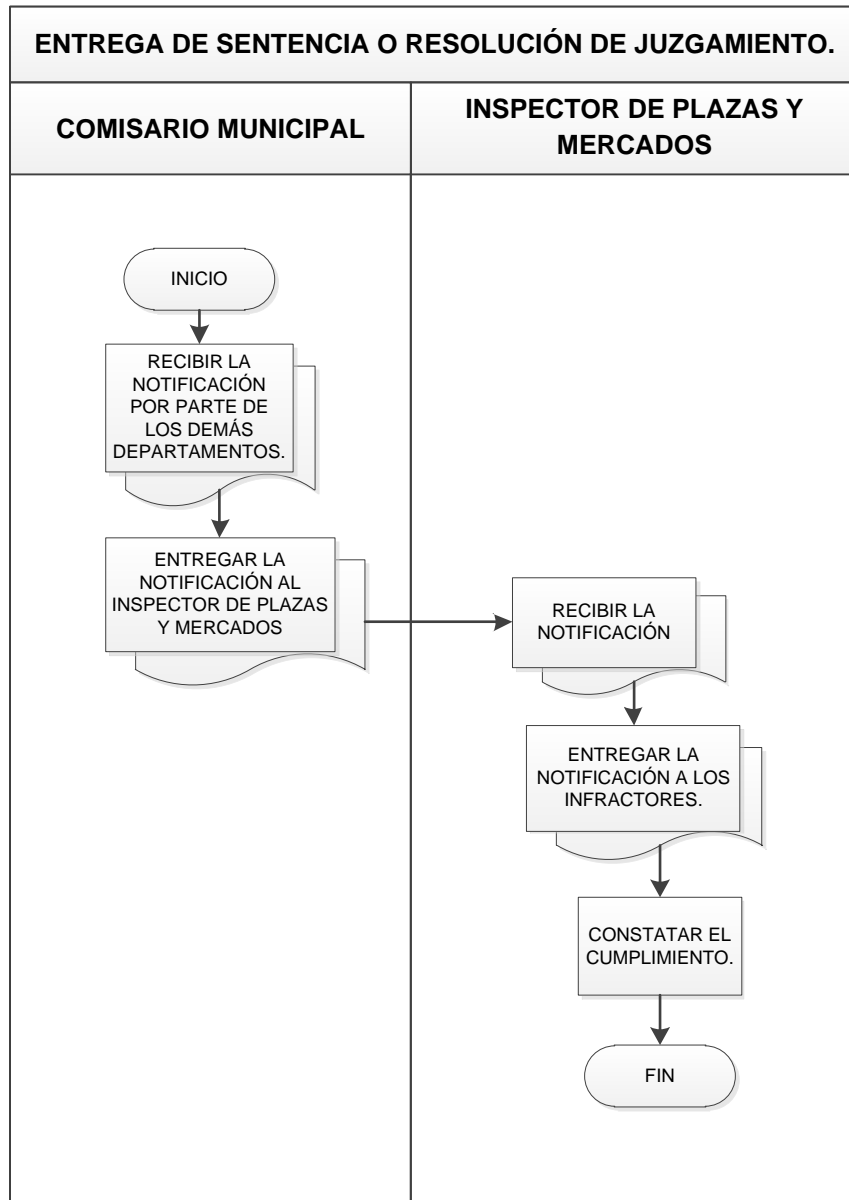 ENTREGA DE SENTENCIA O RESOLUCIÓN DE JUZGAMIENTO.
COMISARIO MUNICIPAL
INSPECTOR DE PLAZAS Y
MERCADOS
INICIO
RECIBIR LA
NOTIFICACIÓN
POR PARTE DE
LOS DEMÁS
DEPARTAMENTOS.
ENTREGAR LA
NOTIFICACIÓN AL
INSPECTOR DE PLAZAS
Y MERCADOS
RECIBIR LA
NOTIFICACIÓN
ENTREGAR LA
NOTIFICACIÓN A LOS
INFRACTORES.
CONSTATAR EL
CUMPLIMIENTO.
FIN